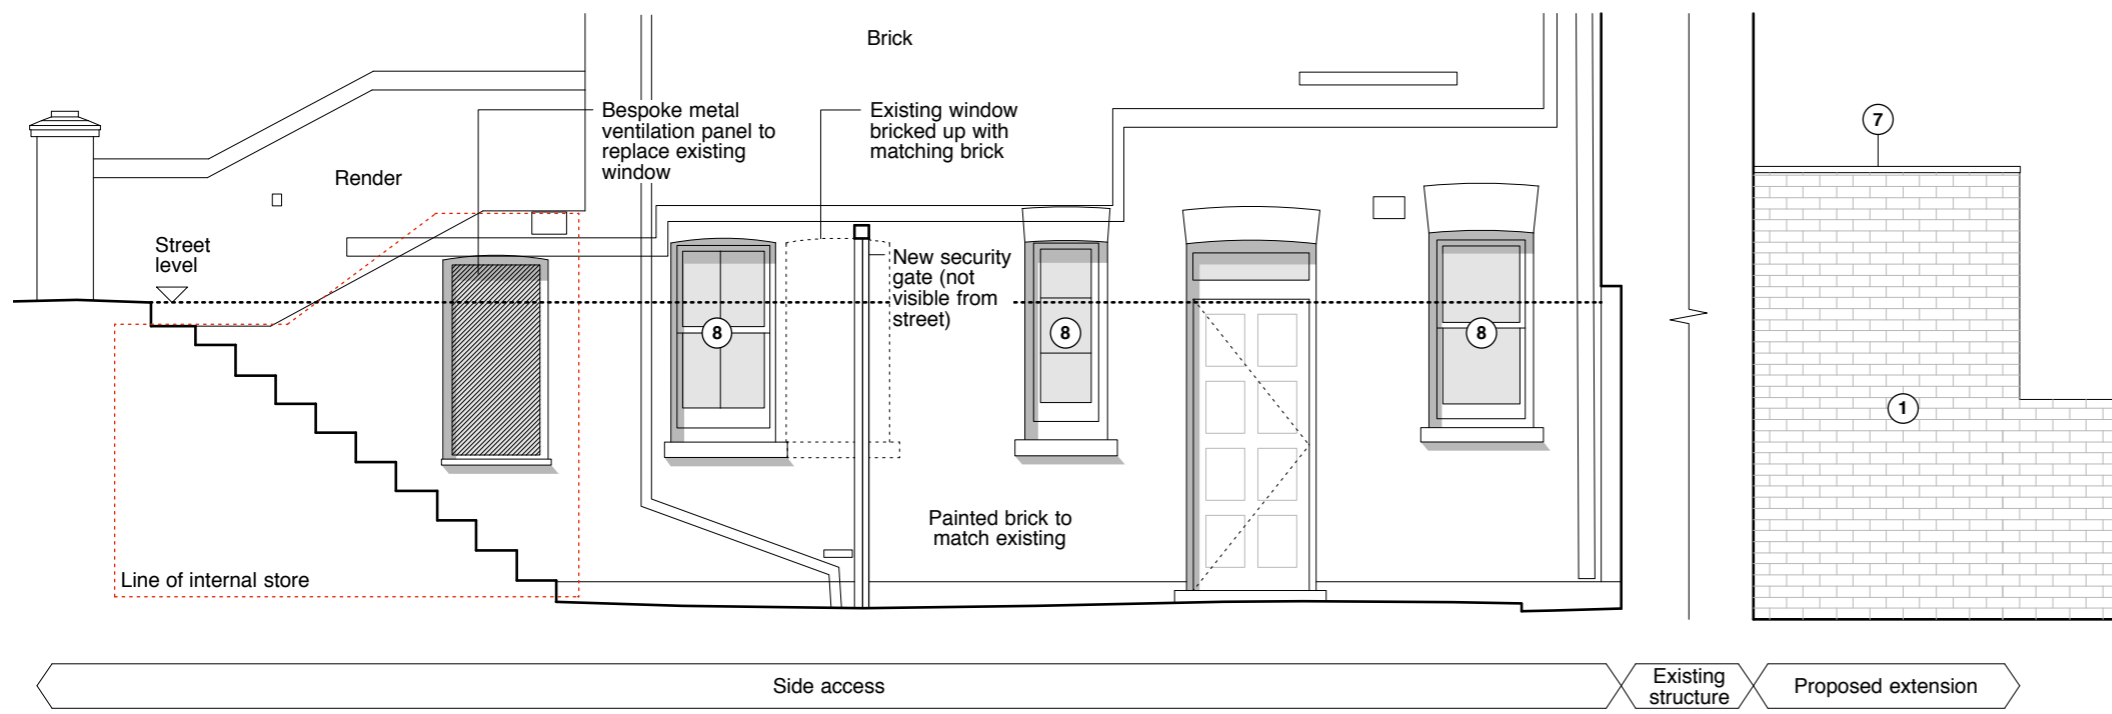 Brick
Bespoke metal
ventilation panel to
replace existing
window
Existing window
bricked up with
matching brick
7
Render
Street
level
New security
gate (not
visible from
street)
8
8
8
1
Painted brick to
match existing
Line of internal store
Side access
Existing
structure
Proposed extension